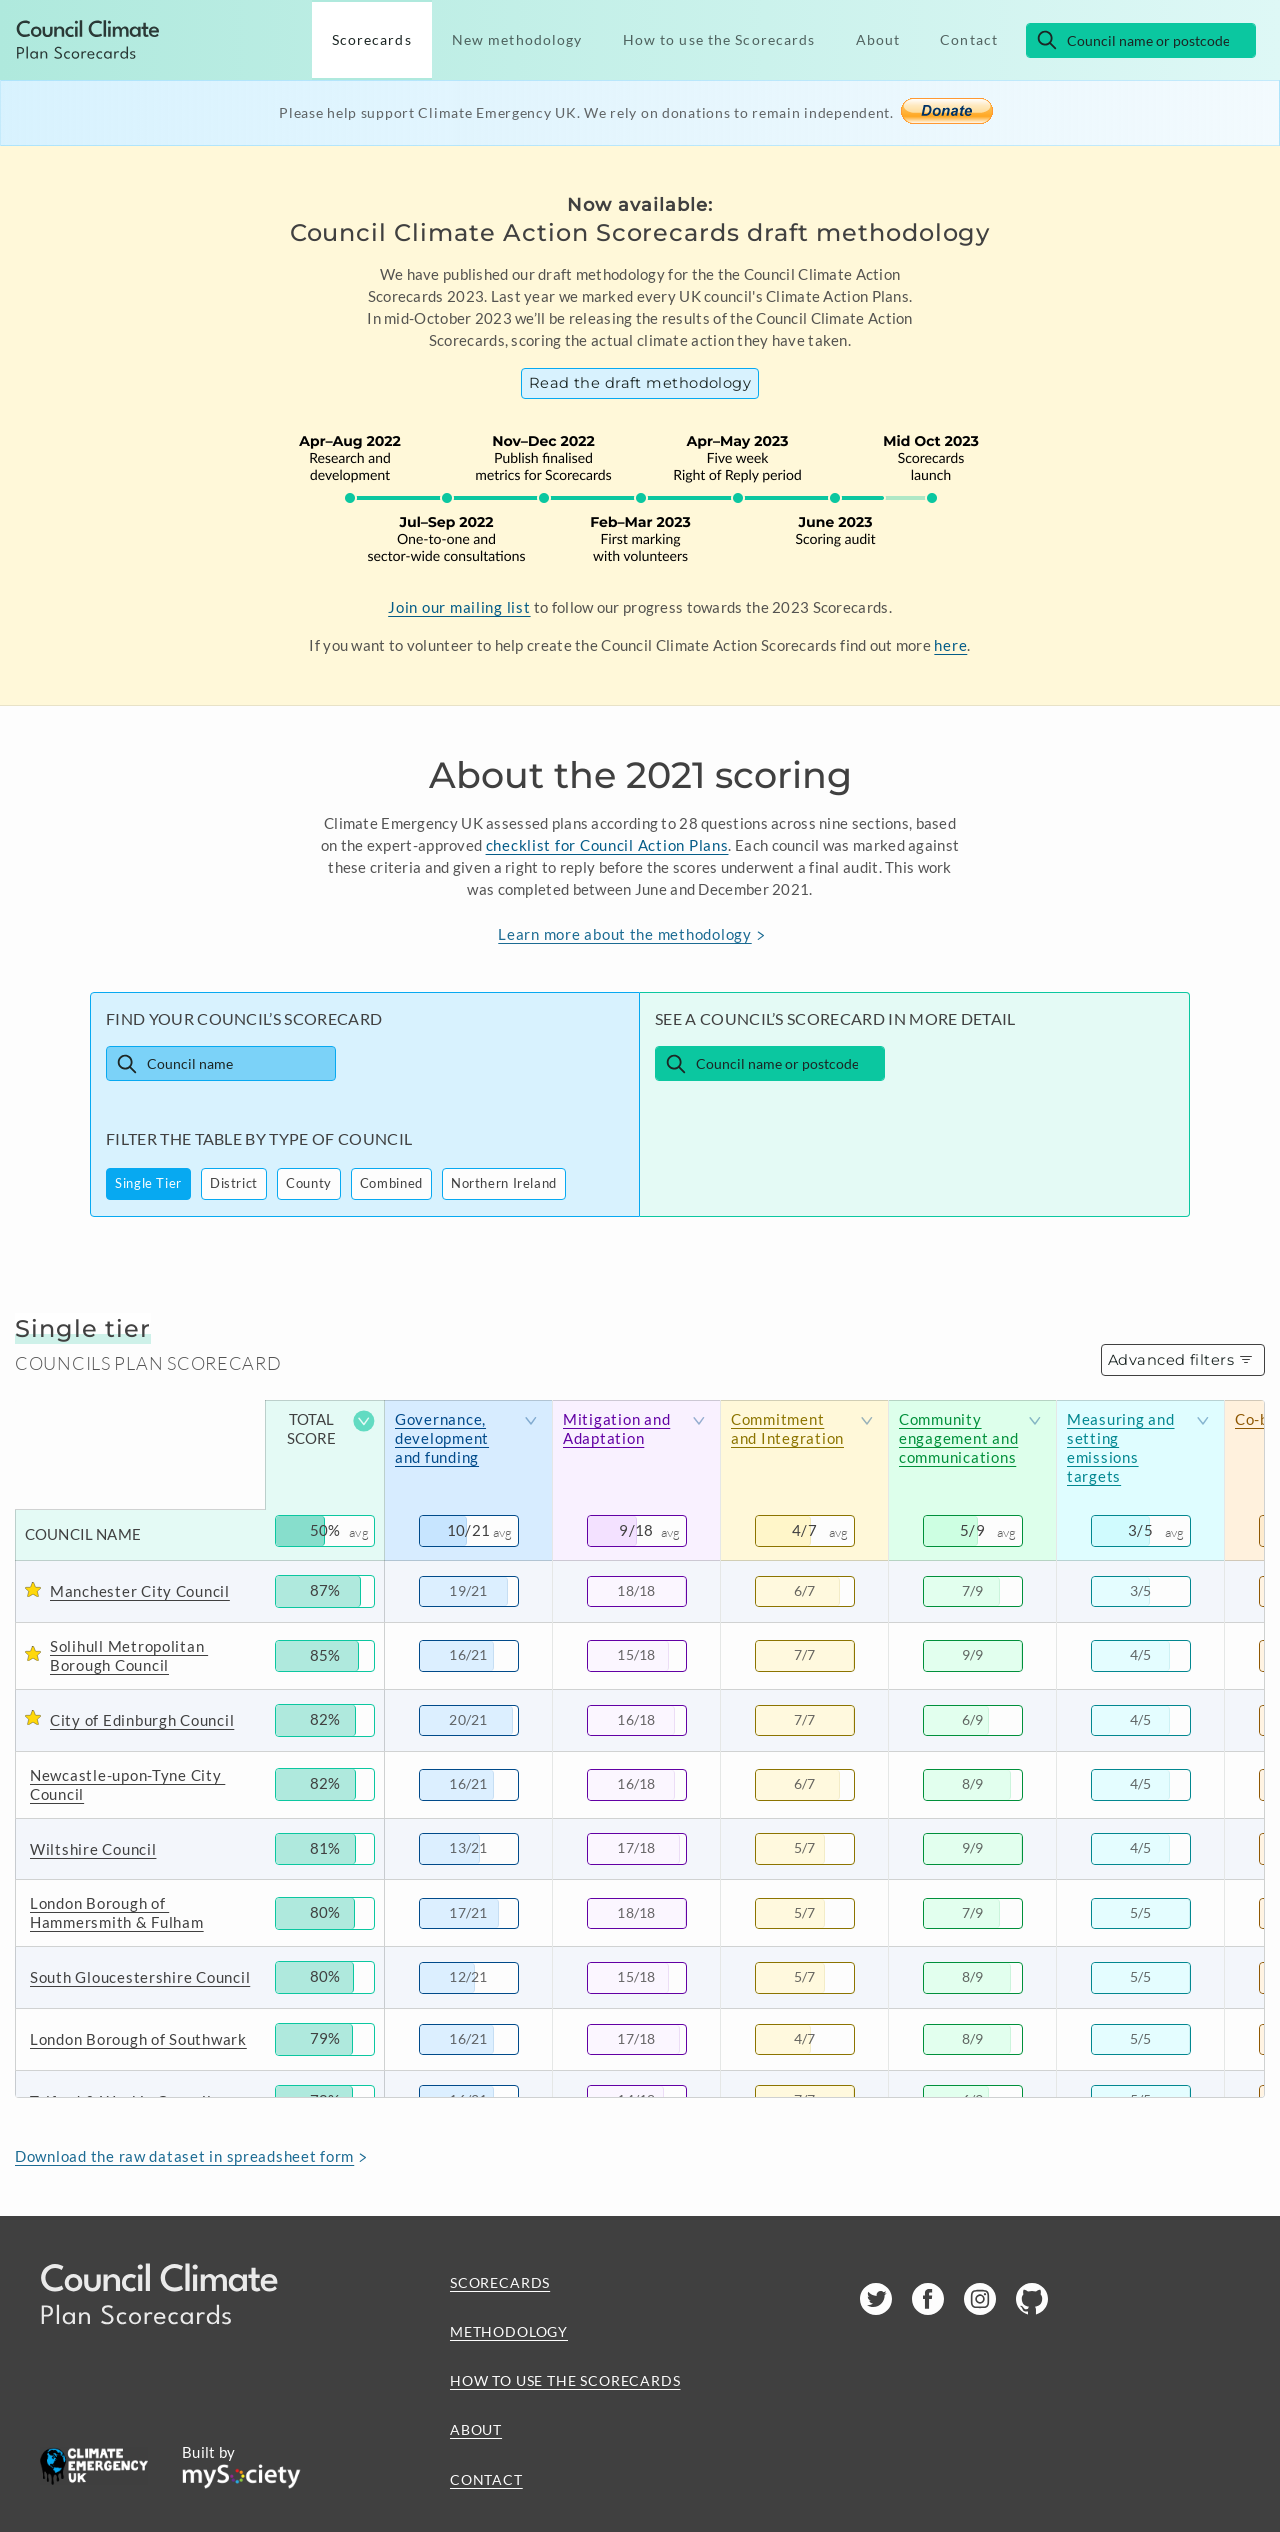 Council Climate
Plan Scorecards
Scorecards
New methodology
How to use the Scorecards
About
Contact
Council name or postcode
Please help support Climate Emergency UK. We rely on donations to remain independent.
Donate
Now available:
Council Climate Action Scorecards draft methodology
We have published our draft methodology for the the Council Climate Action
Scorecards 2023. Last year we marked every UK council's Climate Action Plans.
In mid-October 2023 we’ll be releasing the results of the Council Climate Action
Scorecards, scoring the actual climate action they have taken.
Read the draft methodology
Apr–Aug 2022
Research and
development
Nov–Dec 2022
Publish finalised
metrics for Scorecards
Apr–May 2023
Five week
Right of Reply period
Mid Oct 2023
Scorecards
launch
Jul–Sep 2022
One-to-one and
sector-wide consultations
Feb–Mar 2023
First marking
with volunteers
June 2023
Scoring audit
Join our mailing list to follow our progress towards the 2023 Scorecards.
If you want to volunteer to help create the Council Climate Action Scorecards find out more here.
About the 2021 scoring
Climate Emergency UK assessed plans according to 28 questions across nine sections, based
on the expert-approved checklist for Council Action Plans. Each council was marked against
these criteria and given a right to reply before the scores underwent a final audit. This work
was completed between June and December 2021.
Learn more about the methodology >
FIND YOUR COUNCIL’S SCORECARD
Council name
FILTER THE TABLE BY TYPE OF COUNCIL
Single Tier
District
County
Combined
Northern Ireland
SEE A COUNCIL’S SCORECARD IN MORE DETAIL
Council name or postcode
Single tier
COUNCILS PLAN SCORECARD
Advanced filters
TOTAL
SCORE
Governance,
development
and funding
Mitigation and
Adaptation
Commitment
and Integration
Community
engagement and
communications
Measuring and
setting
emissions
targets
COUNCIL NAME
50% avg
10/21 avg
9/18 avg
4/7 avg
5/9 avg
3/5 avg
Manchester City Council 87% 19/21 18/18 6/7 7/9 3/5
Solihull Metropolitan
Borough Council 85% 16/21 15/18 7/7 9/9 4/5
City of Edinburgh Council 82% 20/21 16/18 7/7 6/9 4/5
Newcastle-upon-Tyne City
Council 82% 16/21 16/18 6/7 8/9 4/5
Wiltshire Council 81% 13/21 17/18 5/7 9/9 4/5
London Borough of
Hammersmith & Fulham 80% 17/21 18/18 5/7 7/9 5/5
South Gloucestershire Council 80% 12/21 15/18 5/7 8/9 5/5
London Borough of Southwark 79% 16/21 17/18 4/7 8/9 5/5
Download the raw dataset in spreadsheet form >
Council Climate
Plan Scorecards
SCORECARDS
METHODOLOGY
HOW TO USE THE SCORECARDS
ABOUT
CONTACT
CLIMATE
EMERGENCY
UK
Built by
mySociety